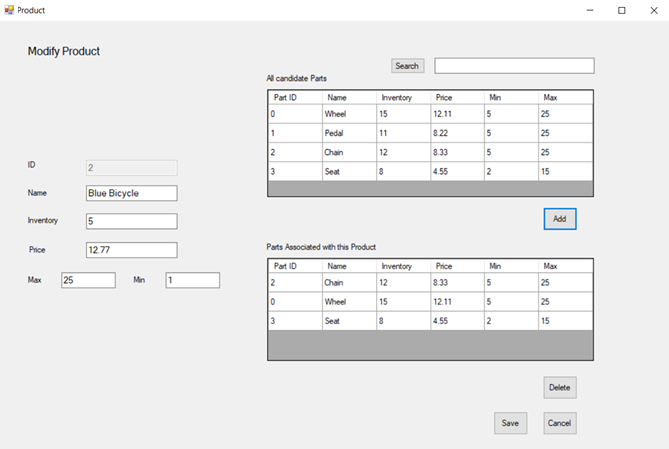 Product
Modify Product
Search
All candidate Parts
Part ID Name Inventory Price Min Max
0 Wheel 15 12.11 5 25
1 Pedal 11 8.22 5 25
2 Chain 12 8.33 5 25
3 Seat 8 4.55 2 15
Add
ID 2
Name Blue Bicycle
Inventory 5
Price 12.77
Max 25 Min 1
Parts Associated with this Product
Part ID Name Inventory Price Min Max
2 Chain 12 8.33 5 25
0 Wheel 15 12.11 5 25
3 Seat 8 4.55 2 15
Delete
Save Cancel